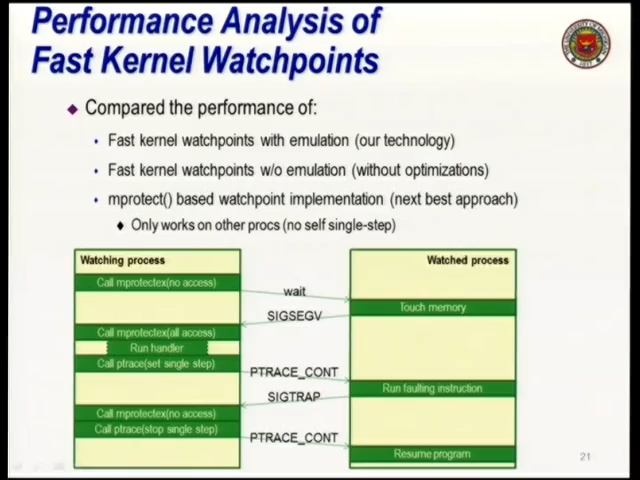 Performance Analysis of
Fast Kernel Watchpoints
Compared the performance of:
Fast kernel watchpoints with emulation (our technology)
Fast kernel watchpoints w/o emulation (without optimizations)
mprotect() based watchpoint implementation (next best approach)
Only works on other procs (no self single-step)
Watching process
Watched process
Call mprotectex(no access)
wait
Touch memory
SIGSEGV
Call mprotectex(all access)
Run handler
Call ptrace(set single step)
PTRACE_CONT
Run faulting instruction
SIGTRAP
Call mprotectex(no access)
Call ptrace(stop single step)
PTRACE_CONT
Resume program
21